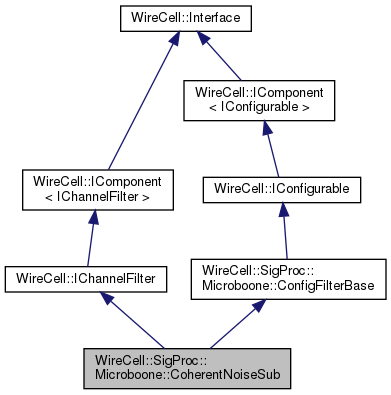 WireCell::Interface
WireCell::IComponent
< IConfigurable >
WireCell::IComponent
< IChannelFilter >
WireCell::IConfigurable
WireCell::IChannelFilter
WireCell::SigProc::
Microboone::ConfigFilterBase
WireCell::SigProc::
Microboone::CoherentNoiseSub